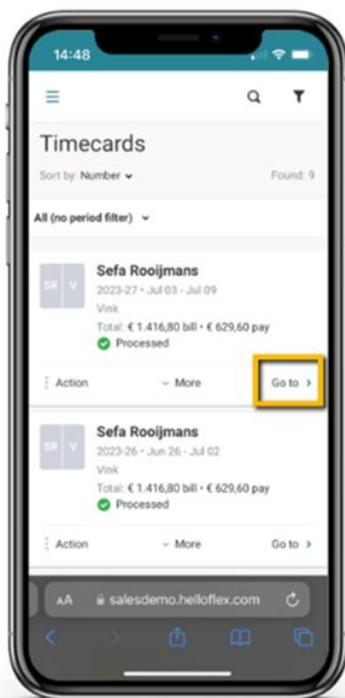 14:48
Timecards
Sort by: Number Found: 9
All (no period filter)
SR V Sefa Rooijmans
2023-27 • Jul 03 - Jul 09
Vink
Total: € 1.416,80 bill • € 629,60 pay
Processed
Action More Go to
SR V Sefa Rooijmans
2023-26 • Jun 26 - Jul 02
Vink
Total: € 1.416,80 bill • € 629,60 pay
Processed
Action More Go to
AA salesdemo.helloflex.com